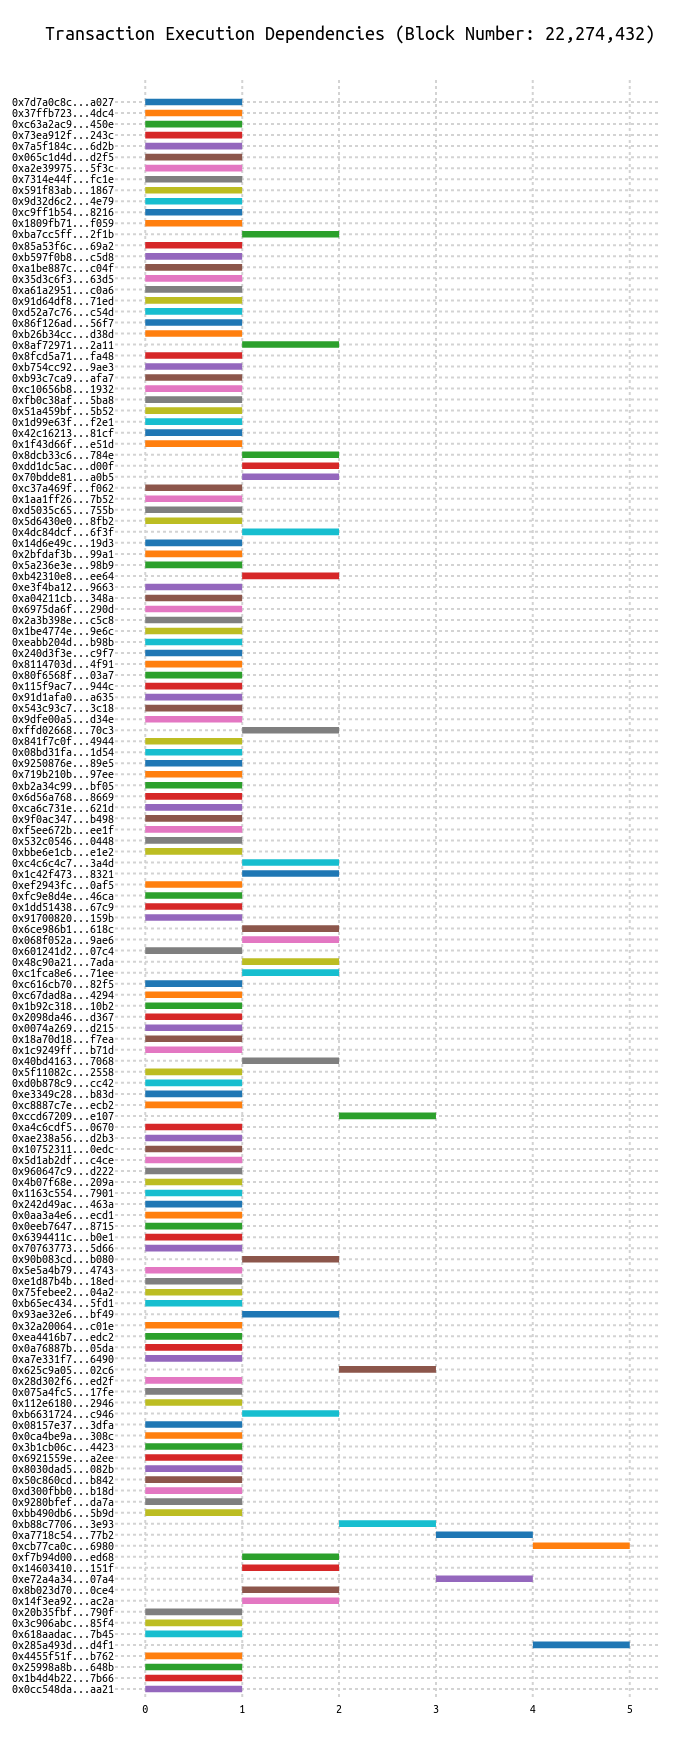 Transaction Execution Dependencies (Block Number: 22,274,432)
0x7d7a0c8c...a027
0x37ffb723...4dc4
0xc63a2ac9...450e
0x73ea912f...243c
0x7a5f184c...6d2b
0x065c1d4d...d2f5
0xa2e39975...5f3c
0x7314e44f...fc1e
0x591f83ab...1867
0x9d32d6c2...4e79
0xc9ff1b54...8216
0x1809fb71...f059
0xba7cc5ff...2f1b
0x85a53f6c...69a2
0xb597f0b8...c5d8
0xa1be887c...c04f
0x35d3c6f3...63d5
0xa61a2951...c0a6
0x91d64df8...71ed
0xd52a7c76...c54d
0x86f126ad...56f7
0xb26b34cc...d38d
0x8af72971...2a11
0x8fcd5a71...fa48
0xb754cc92...9ae3
0xb93c7ca9...afa7
0xc10656b8...1932
0xfb0c38af...5ba8
0x51a459bf...5b52
0x1d99e63f...f2e1
0x42c16213...81cf
0x1f43d66f...e51d
0x8dcb33c6...784e
0xdd1dc5ac...d00f
0x70bdde81...a0b5
0xc37a469f...f062
0x1aa1ff26...7b52
0xd5035c65...755b
0x5d6430e0...8fb2
0x4dc84dcf...6f3f
0x14d6e49c...19d3
0x2bfdaf3b...99a1
0x5a236e3e...98b9
0xb42310e8...ee64
0xe3f4ba12...9663
0xa04211cb...348a
0x6975da6f...290d
0x2a3b398e...c5c8
0x1be4774e...9e6c
0xeabb204d...b98b
0x240d3f3e...c9f7
0x8114703d...4f91
0x80f6568f...03a7
0x115f9ac7...944c
0x91d1afa0...a635
0x543c93c7...3c18
0x9dfe00a5...d34e
0xffd02668...70c3
0x841f7c0f...4944
0x08bd31fa...1d54
0x9250876e...89e5
0x719b210b...97ee
0xb2a34c99...bf05
0x6d56a768...8669
0xca6c731e...621d
0x9f0ac347...b498
0xf5ee672b...ee1f
0x532c0546...0448
0xbbe6e1cb...e1e2
0xc4c6c4c7...3a4d
0x1c42f473...8321
0xef2943fc...0af5
0xfc9e8d4e...46ca
0x1dd51438...67c9
0x91700820...159b
0x6ce986b1...618c
0x068f052a...9ae6
0x601241d2...07c4
0x48c90a21...7ada
0xc1fca8e6...71ee
0xc616cb70...82f5
0xc67dad8a...4294
0x1b92c318...10b2
0x2098da46...d367
0x0074a269...d215
0x18a70d18...f7ea
0x1c9249ff...b71d
0x40bd4163...7068
0x5f11082c...2558
0xd0b878c9...cc42
0xe3349c28...b83d
0xc8887c7e...ecb2
0xccd67209...e107
0xa4c6cdf5...0670
0xae238a56...d2b3
0x10752311...0edc
0x5d1ab2df...c4ce
0x960647c9...d222
0x4b07f68e...209a
0x1163c554...7901
0x242d49ac...463a
0x0aa3a4e6...ecd1
0x0eeb7647...8715
0x6394411c...b0e1
0x70763773...5d66
0x90b083cd...b080
0x5e5a4b79...4743
0xe1d87b4b...18ed
0x75febee2...04a2
0xb65ec434...5fd1
0x93ae32e6...bf49
0x32a20064...c01e
0xea4416b7...edc2
0x0a76887b...05da
0xa7e331f7...6490
0x625c9a05...02c6
0x28d302f6...ed2f
0x075a4fc5...17fe
0x112e6180...2946
0xb6631724...c946
0x08157e37...3dfa
0x0ca4be9a...308c
0x3b1cb06c...4423
0x6921559e...a2ee
0x8030dad5...082b
0x50c860cd...b842
0xd300fbb0...b18d
0x9280bfef...da7a
0xbb490db6...5b9d
0xb88c7706...3e93
0xa7718c54...77b2
0xcb77ca0c...6980
0xf7b94d00...ed68
0x14603410...151f
0xe72a4a34...07a4
0x8b023d70...0ce4
0x14f3ea92...ac2a
0x20b35fbf...790f
0x3c906abc...85f4
0x618aadac...7b45
0x285a493d...d4f1
0x4455f51f...b762
0x25998a8b...648b
0x1b4d4b22...7b66
0x0cc548da...aa21
0 1 2 3 4 5